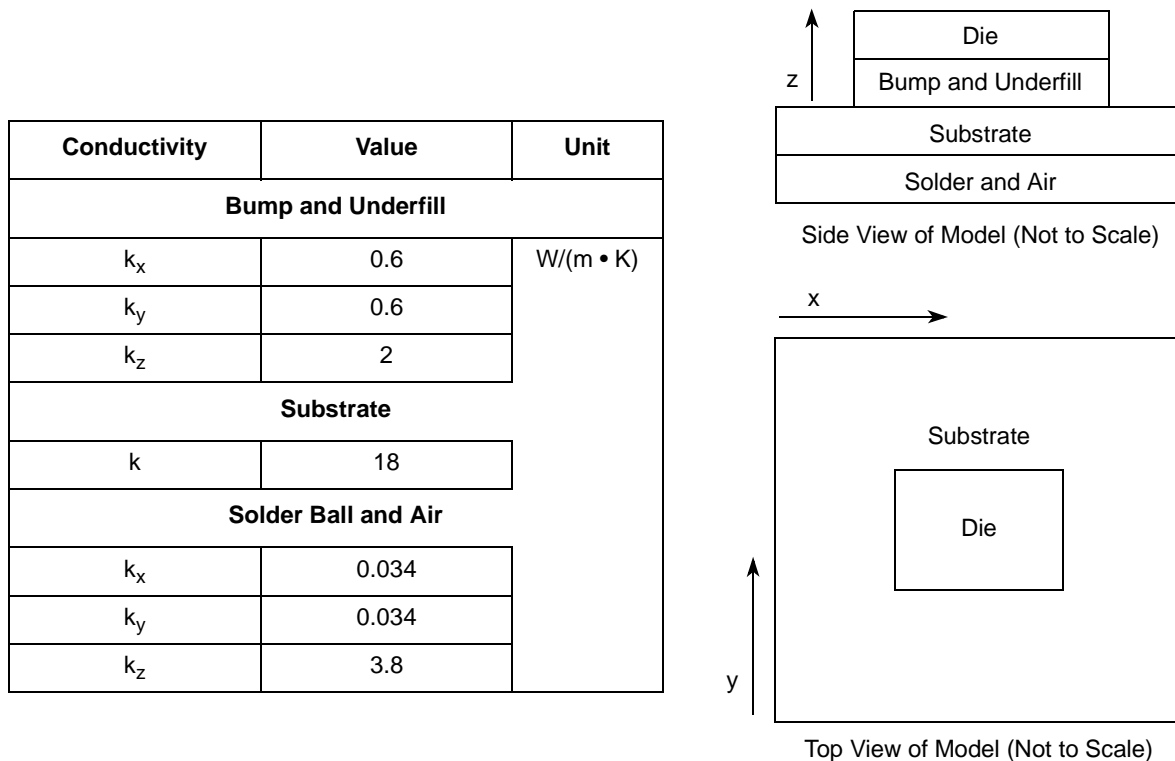 Conductivity Value Unit
Bump and Underfill
kx 0.6 W/(m • K)
ky 0.6
kz 2
Substrate
k 18
Solder Ball and Air
kx 0.034
ky 0.034
kz 3.8
z
Die
Bump and Underfill
Substrate
Solder and Air
Side View of Model (Not to Scale)
x
Substrate
Die
y
Top View of Model (Not to Scale)